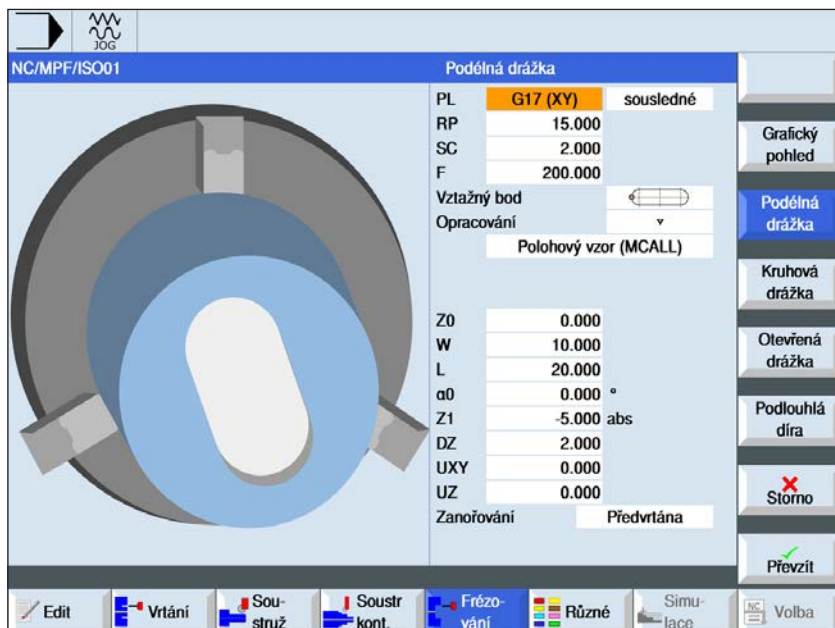 JOG
NC/MPF/ISO01
Podélná drážka
PL G17 (XY) sousledné
RP 15.000
SC 2.000
F 200.000
Vztažný bod
Opracování
Polohový vzor (MCALL)
Z0 0.000
W 10.000
L 20.000
α0 0.000 °
Z1 -5.000 abs
DZ 2.000
UXY 0.000
UZ 0.000
Zanořování Předvrtána
Grafický
pohled
Podélná
drážka
Kruhová
drážka
Otevřená
drážka
Podlouhlá
díra
Storno
Převzít
Edit
Vrtání
Sou-
struž
Soustr
kont.
Frézo-
vání
Různé
Simu-
lace
NC
Volba